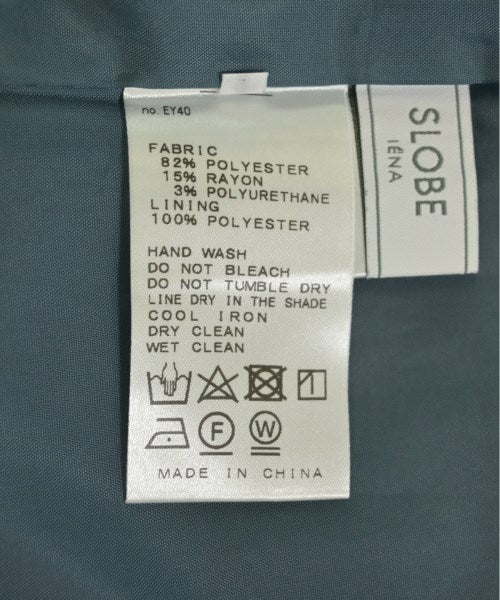 no. EY40
FABRIC
82% POLYESTER
15% RAYON
3% POLYURETHANE
LINING
100% POLYESTER
HAND WASH
DO NOT BLEACH
DO NOT TUMBLE DRY
LINE DRY IN THE SHADE
COOL IRON
DRY CLEAN
WET CLEAN
F
W
MADE IN CHINA
SLOBE
IÉNA